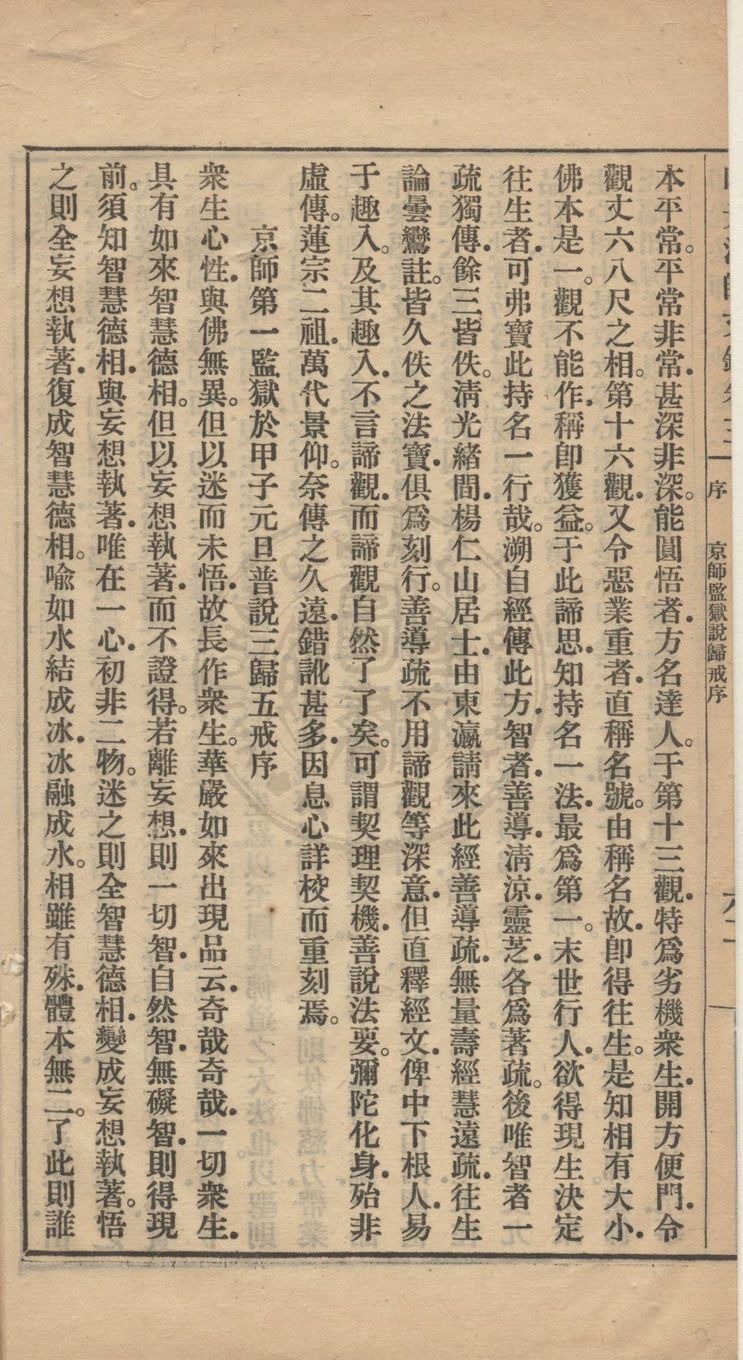 序　京師監獄說歸戒序
本平常。平常非常。甚深非深。能圓悟者。方名達人。于第十三觀。特爲劣機衆生。開方便門。令
觀丈六八尺之相。第十六觀。又令惡業重者。直稱名號。由稱名故。卽得往生。是知相有大小。
佛本是一。觀不能作。稱卽獲益。于此諦思。知持名一法。最爲第一。末世行人。欲得現生決定
往生者。可弗寶此持名一行哉。溯自經傳此方。智者。善導。淸涼。靈芝。各爲著疏。後唯智者一
疏獨傳。餘三皆佚。淸光緒間。楊仁山居士。由東瀛請來此經善導疏。無量壽經慧遠疏。往生
論曇鸞註。皆久佚之法寶。俱爲刻行。善導疏不用諦觀等深意。但直釋經文。俾中下根人。易
于趣入。及其趣入。不言諦觀。而諦觀自然了了矣。可謂契理契機。善說法要。彌陀化身。殆非
虛傳。蓮宗二祖。萬代景仰。奈傳之久遠。錯訛甚多。因息心詳校而重刻焉。
京師第一監獄於甲子元旦普說三歸五戒序
衆生心性。與佛無異。但以迷而未悟。故長作衆生。華嚴如來出現品云。奇哉奇哉。一切衆生。
具有如來智慧德相。但以妄想執著。而不證得。若離妄想。則一切智。自然智。無礙智。則得現
前。須知智慧德相。與妄想執著。唯在一心。初非二物。迷之則全智慧德相。變成妄想執著。悟
之則全妄想執著。復成智慧德相。喩如水結成冰。冰融成水。相雖有殊。體本無二。了此則誰